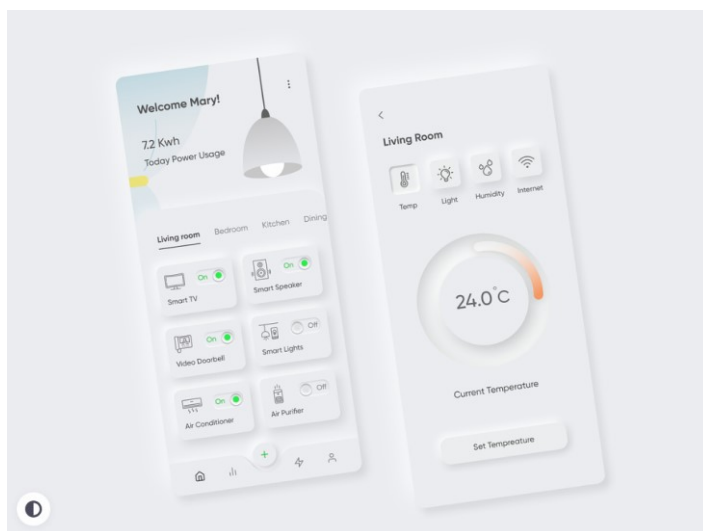 Welcome Mary!
7.2 Kwh
Today Power Usage
Living room Bedroom Kitchen Dining
On
Smart TV
On
Smart Speaker
On
Video Doorbell
Off
Smart Lights
On
Air Conditioner
Off
Air Purifier
Living Room
Temp Light Humidity Internet
24.0°C
Current Temperature
Set Tempreature